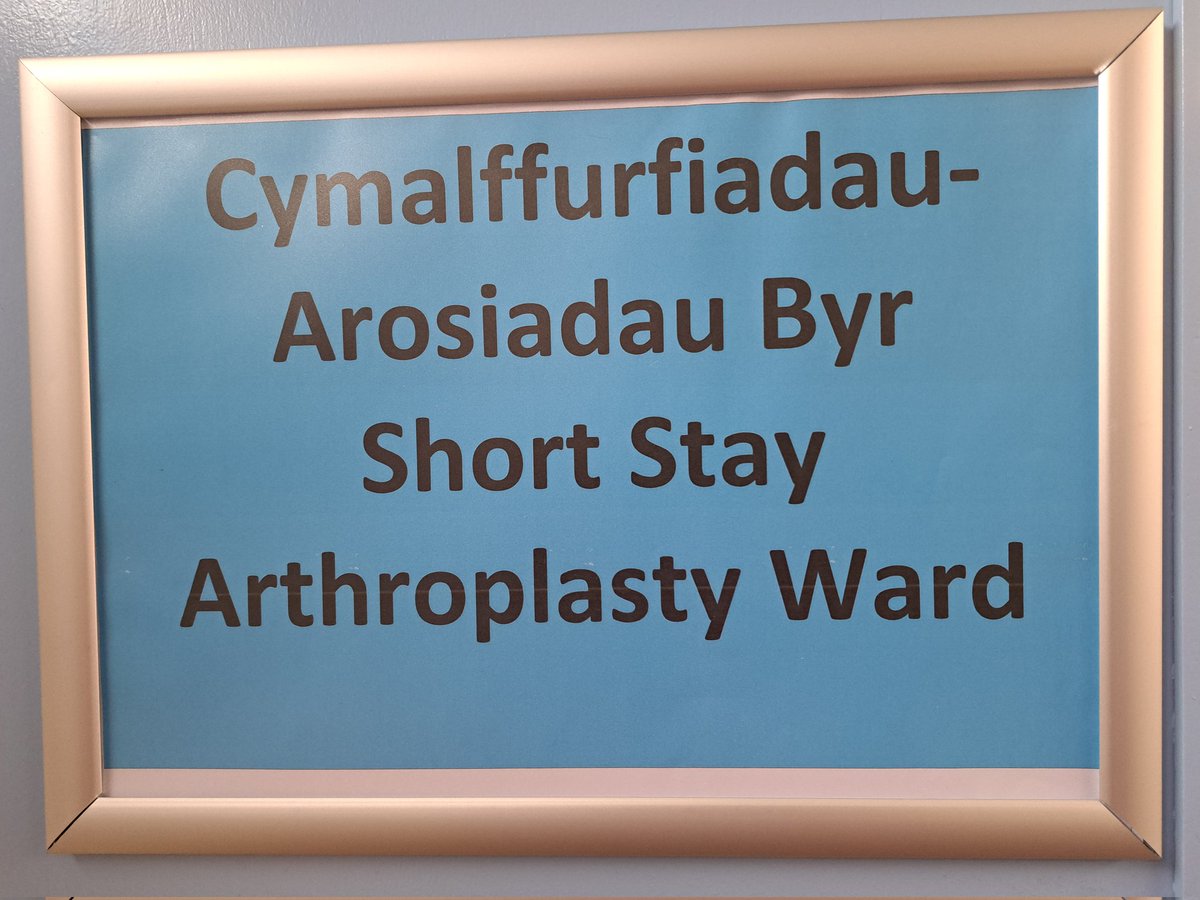 Cymalffurfiadau-
Arosiadau Byr
Short Stay
Arthroplasty Ward